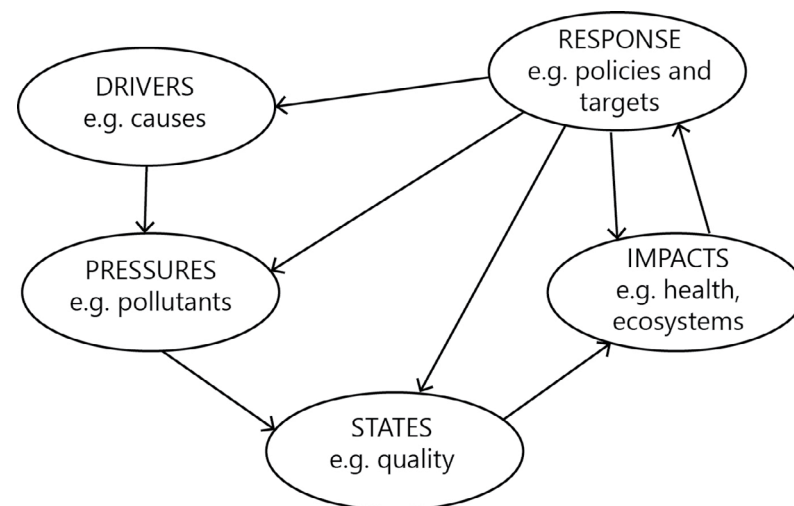 RESPONSE
e.g. policies and
targets
DRIVERS
e.g. causes
PRESSURES
e.g. pollutants
IMPACTS
e.g. health,
ecosystems
STATES
e.g. quality